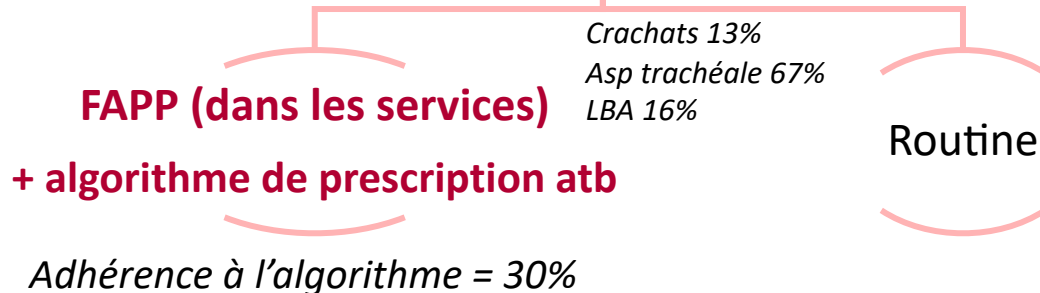 Crachats 13%
Asp trachéale 67%
LBA 16%
FAPP (dans les services)
+ algorithme de prescription atb
Routine
Adhérence à l’algorithme = 30%